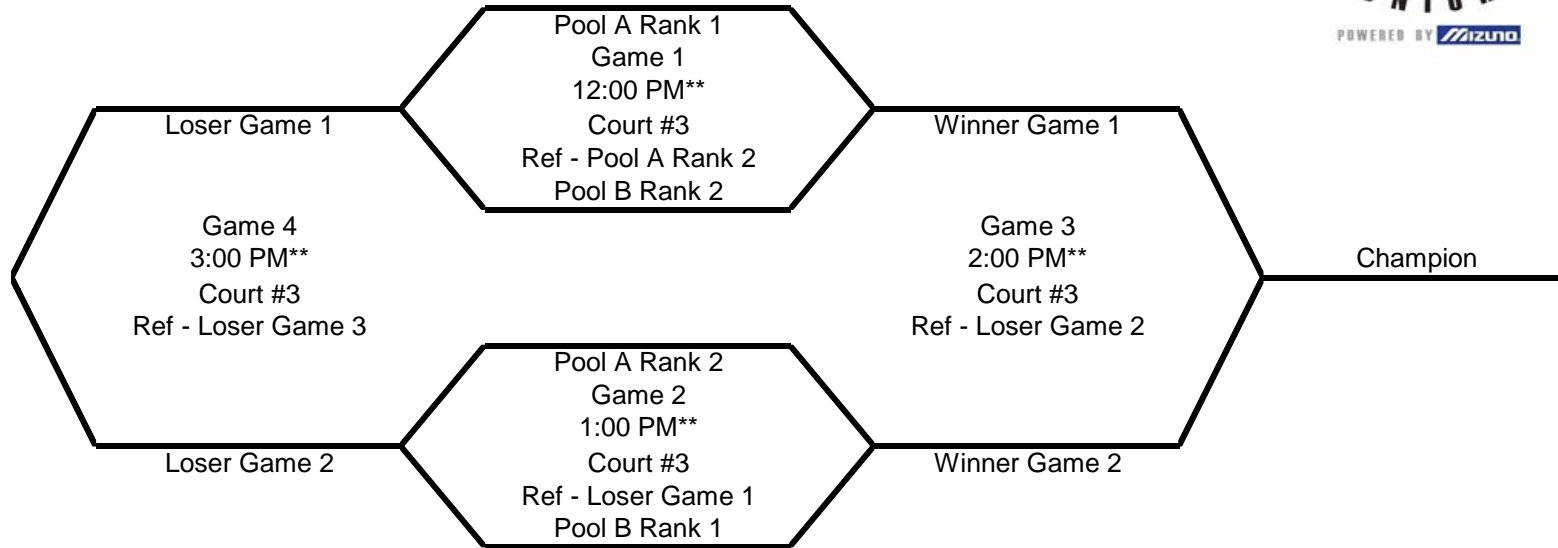 POWERED BY MIZUNO
Pool A Rank 1
Game 1
12:00 PM**
Court #3
Ref - Pool A Rank 2
Pool B Rank 2
Loser Game 1
Winner Game 1
Game 4
3:00 PM**
Court #3
Ref - Loser Game 3
Game 3
2:00 PM**
Court #3
Ref - Loser Game 2
Champion
Pool A Rank 2
Game 2
1:00 PM**
Court #3
Ref - Loser Game 1
Pool B Rank 1
Loser Game 2
Winner Game 2